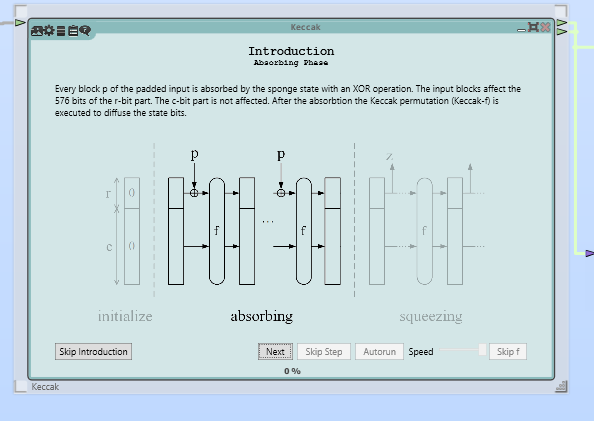 Keccak
Introduction
Absorbing Phase
Every block p of the padded input is absorbed by the sponge state with an XOR operation. The input blocks affect the
576 bits of the r-bit part. The c-bit part is not affected. After the absorbtion the Keccak permutation (Keccak-f) is
executed to diffuse the state bits.
p p z
r 0
... ...
f f f
c 0
... ...
initialize absorbing squeezing
Skip Introduction Next Skip Step Autorun Speed Skip f
0 %
Keccak